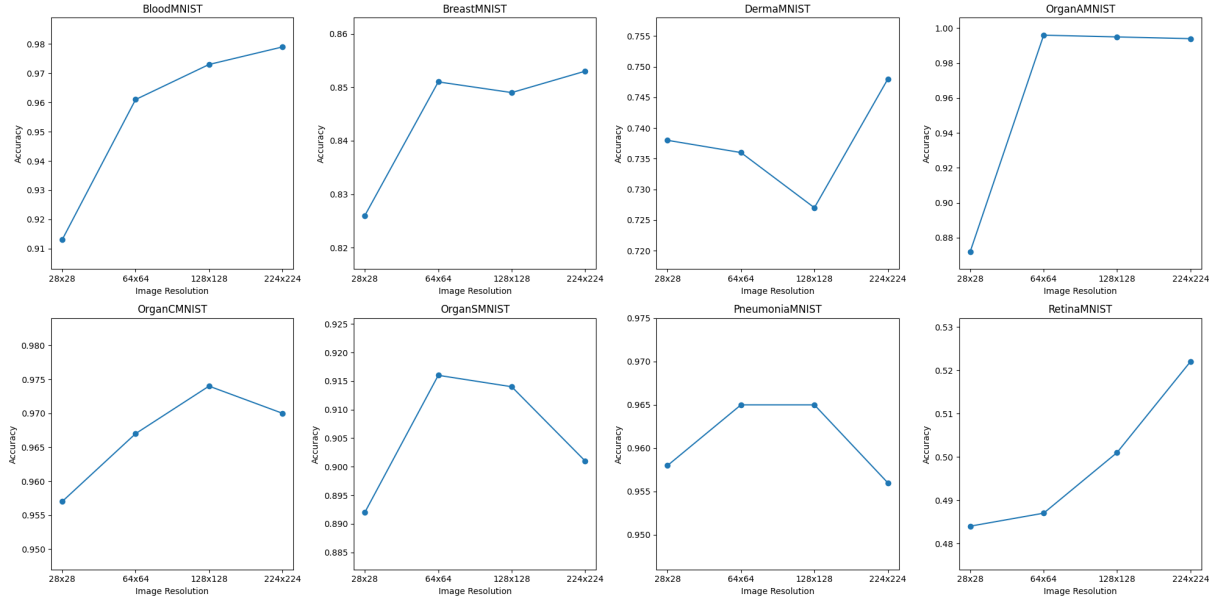 BloodMNIST
Accuracy
0.98
0.97
0.96
0.95
0.94
0.93
0.92
0.91
28x28 64x64 128x128 224x224
Image Resolution
BreastMNIST
Accuracy
0.86
0.85
0.84
0.83
0.82
28x28 64x64 128x128 224x224
Image Resolution
DermaMNIST
Accuracy
0.755
0.750
0.745
0.740
0.735
0.730
0.725
0.720
28x28 64x64 128x128 224x224
Image Resolution
OrganAMNIST
Accuracy
1.00
0.98
0.96
0.94
0.92
0.90
0.88
28x28 64x64 128x128 224x224
Image Resolution
OrganCMNIST
Accuracy
0.980
0.975
0.970
0.965
0.960
0.955
0.950
28x28 64x64 128x128 224x224
Image Resolution
OrganSMNIST
Accuracy
0.925
0.920
0.915
0.910
0.905
0.900
0.895
0.890
0.885
28x28 64x64 128x128 224x224
Image Resolution
PneumoniaMNIST
Accuracy
0.975
0.970
0.965
0.960
0.955
0.950
28x28 64x64 128x128 224x224
Image Resolution
RetinaMNIST
Accuracy
0.53
0.52
0.51
0.50
0.49
0.48
28x28 64x64 128x128 224x224
Image Resolution